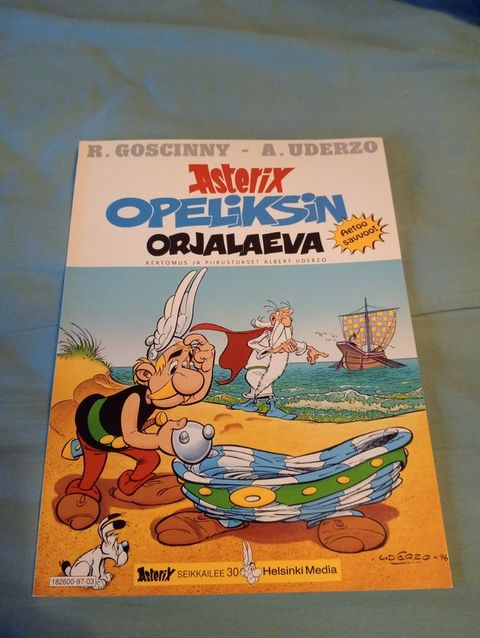 R. GOSCINNY - A. UDERZO
Asterix
OPELiKSiN
ORJALAEVA
Aetoo
savvoo!
KERTOMUS JA PIIRUSTUKSET ALBERT UDERZO
UDERZO -96
182600-97-03
Asterix SEIKKAILEE 30 Helsinki Media